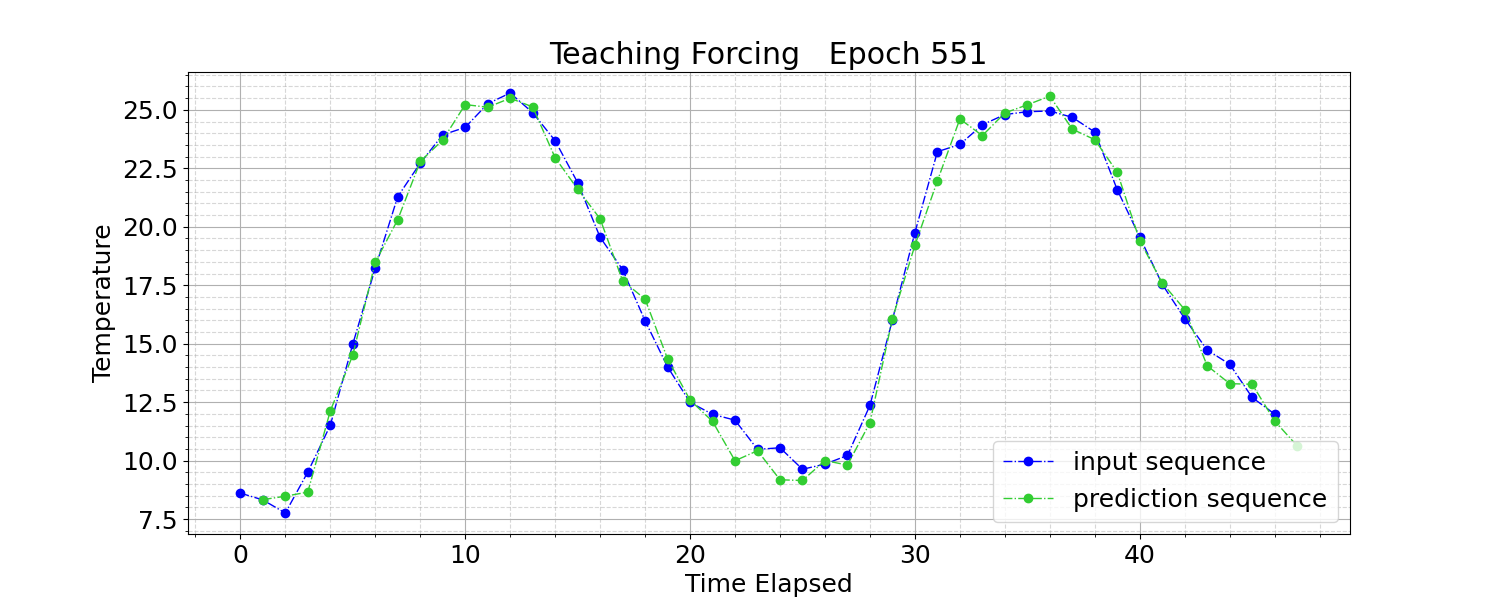 Teaching Forcing   Epoch 551
Temperature
25.0
22.5
20.0
17.5
15.0
12.5
10.0
7.5
input sequence
prediction sequence
0 10 20 30 40
Time Elapsed